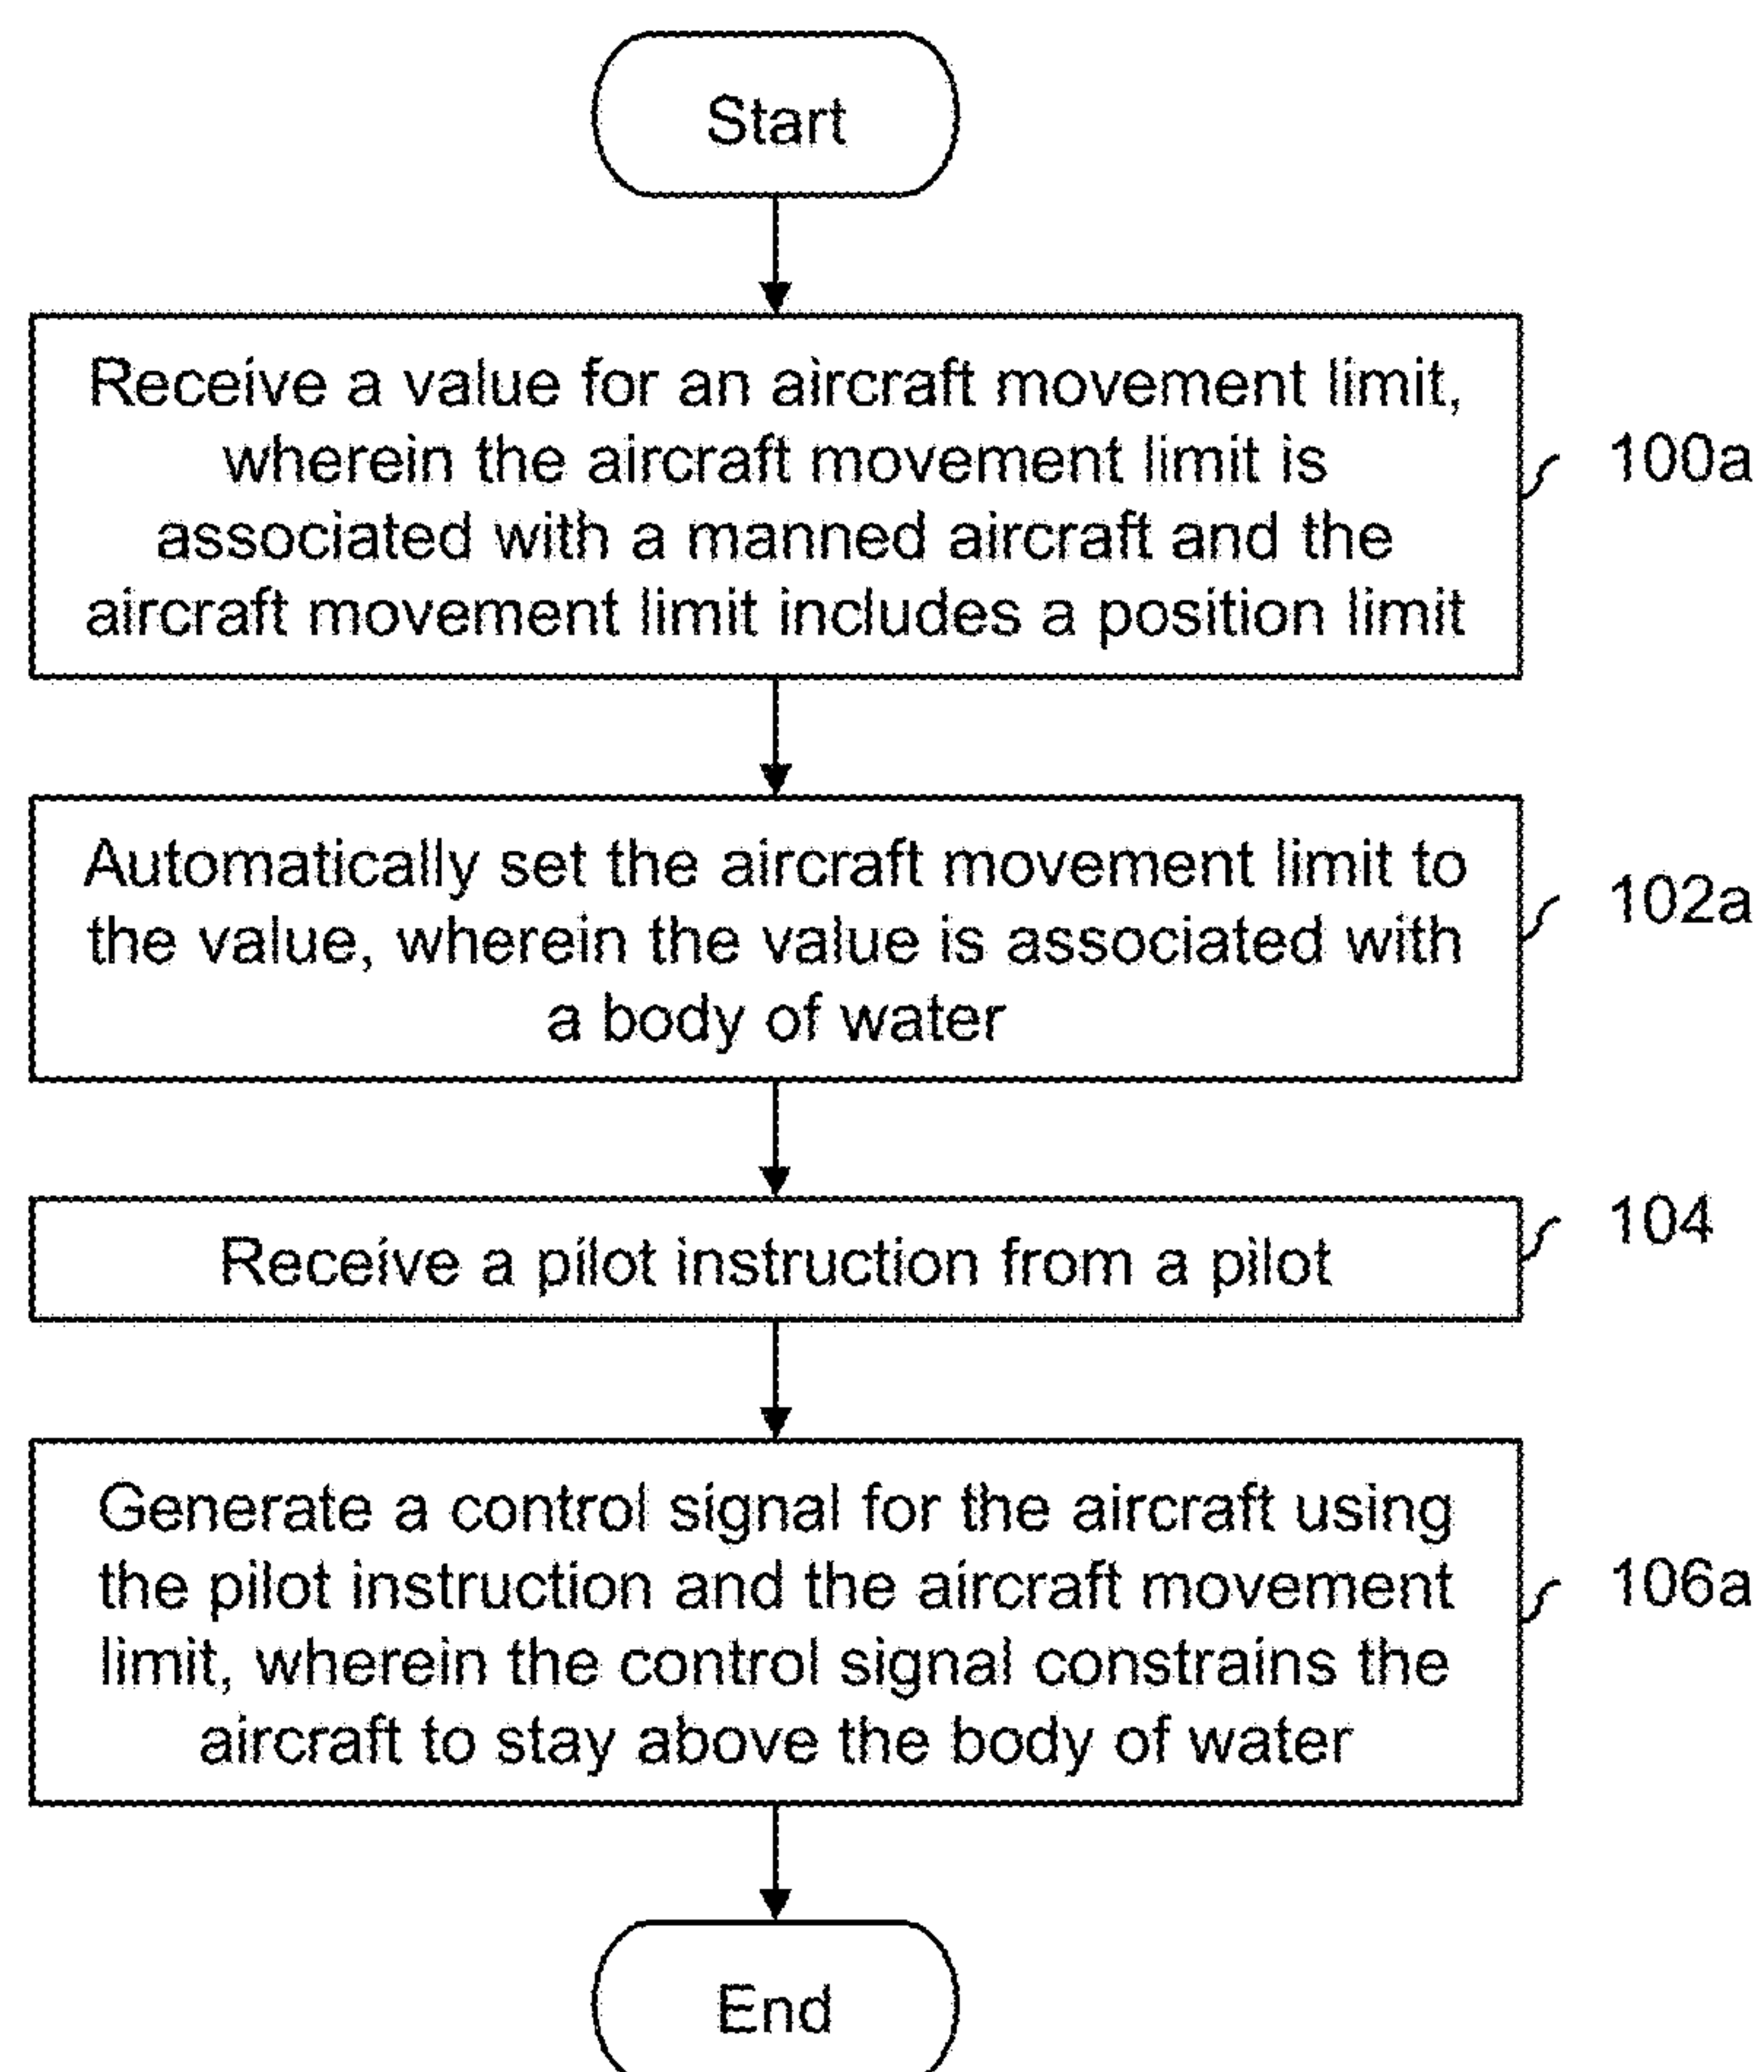 Start
Receive a value for an aircraft movement limit,
wherein the aircraft movement limit is
associated with a manned aircraft and the
aircraft movement limit includes a position limit
100a
Automatically set the aircraft movement limit to
the value, wherein the value is associated with
a body of water
102a
Receive a pilot instruction from a pilot
104
Generate a control signal for the aircraft using
the pilot instruction and the aircraft movement
limit, wherein the control signal constrains the
aircraft to stay above the body of water
106a
End